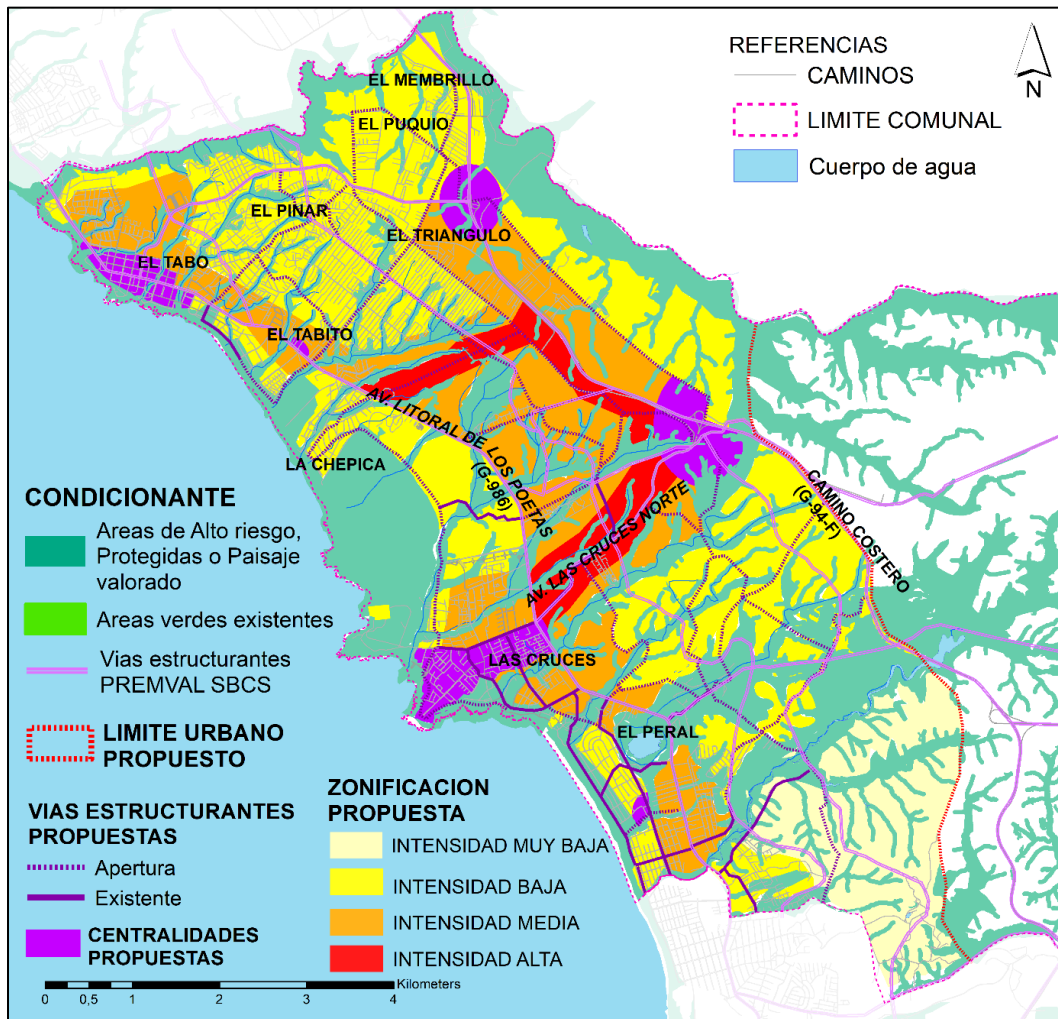 REFERENCIAS
CAMINOS
LIMITE COMUNAL
Cuerpo de agua
N
EL MEMBRILLO
EL PUQUIO
EL PINAR
EL TRIANGULO
EL TABO
EL TABITO
AV. LITORAL DE LOS POETAS
(G-986)
LA CHEPICA
AV. LAS CRUCES NORTE
CAMINO COSTERO
(G-94-F)
LAS CRUCES
EL PERAL
CONDICIONANTE
Areas de Alto riesgo,
Protegidas o Paisaje
valorado
Areas verdes existentes
Vias estructurantes
PREMVAL SBCS
LIMITE URBANO
PROPUESTO
VIAS ESTRUCTURANTES
PROPUESTAS
Apertura
Existente
CENTRALIDADES
PROPUESTAS
ZONIFICACION
PROPUESTA
INTENSIDAD MUY BAJA
INTENSIDAD BAJA
INTENSIDAD MEDIA
INTENSIDAD ALTA
Kilometers
0 0,5 1 2 3 4